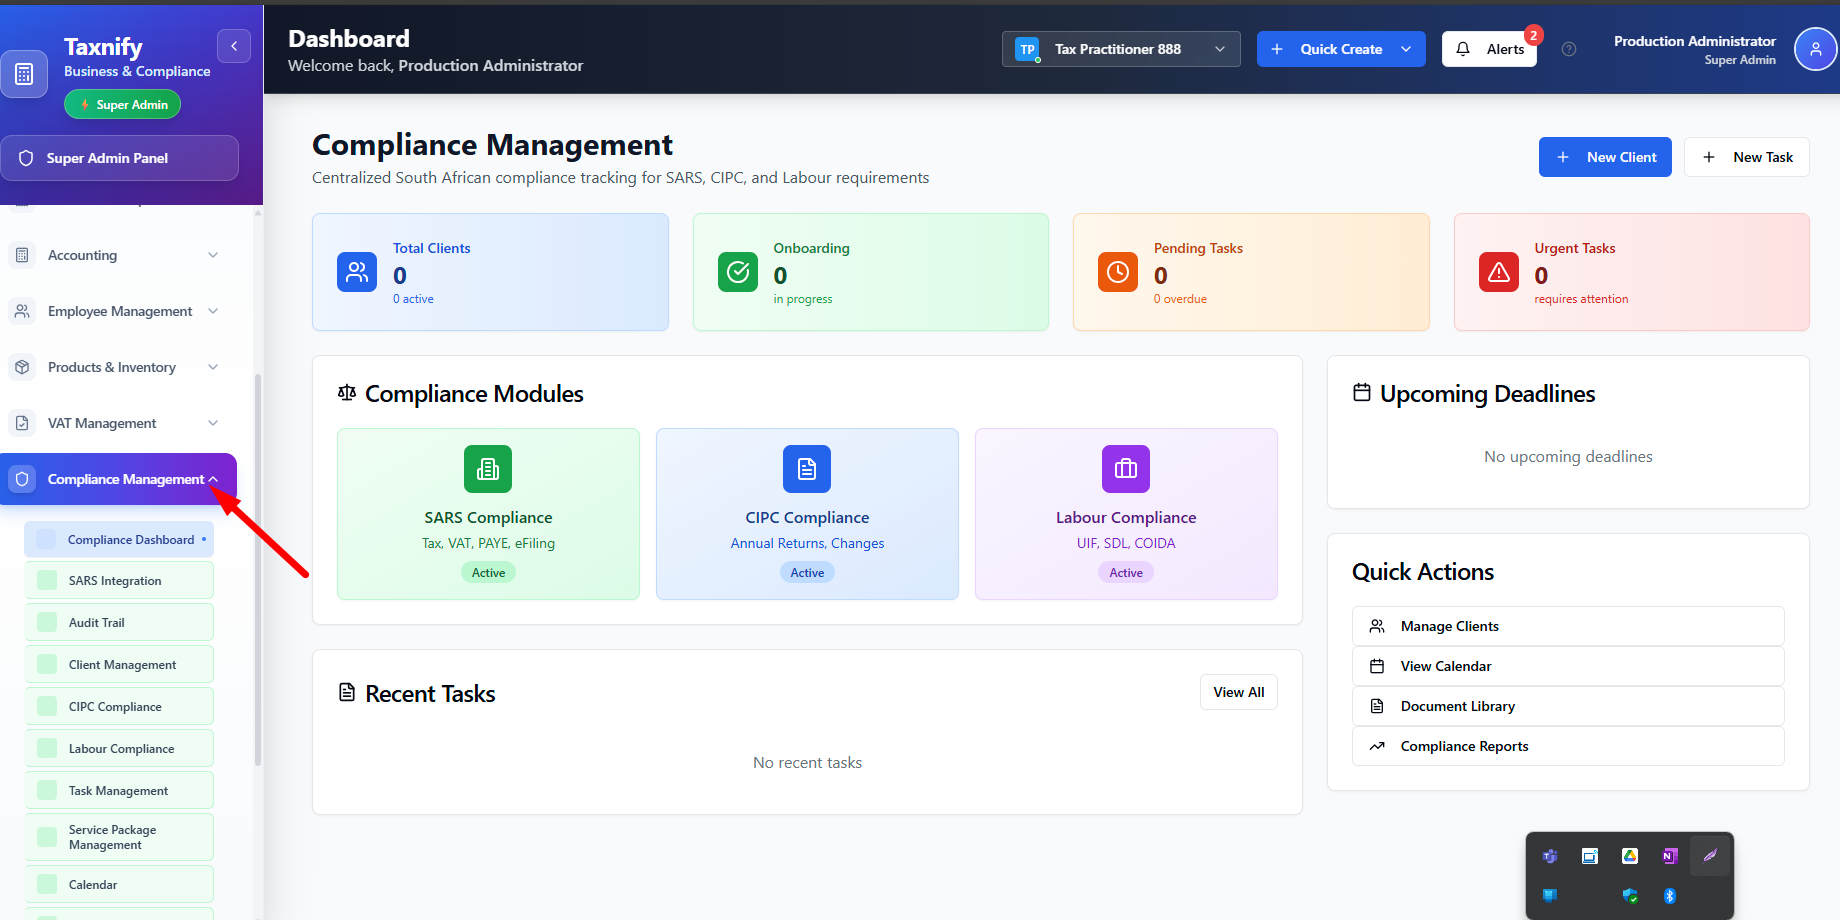 Taxnify
Business & Compliance
Super Admin
Super Admin Panel
Accounting
Employee Management
Products & Inventory
VAT Management
Compliance Management
Compliance Dashboard
SARS Integration
Audit Trail
Client Management
CIPC Compliance
Labour Compliance
Task Management
Service Package
Management
Calendar
Dashboard
Welcome back, Production Administrator
TP Tax Practitioner 888
Quick Create
Alerts 2
Production Administrator
Super Admin
Compliance Management
Centralized South African compliance tracking for SARS, CIPC, and Labour requirements
New Client
New Task
Total Clients
0
0 active
Onboarding
0
in progress
Pending Tasks
0
0 overdue
Urgent Tasks
0
requires attention
Compliance Modules
SARS Compliance
Tax, VAT, PAYE, eFiling
Active
CIPC Compliance
Annual Returns, Changes
Active
Labour Compliance
UIF, SDL, COIDA
Active
Recent Tasks
View All
No recent tasks
Upcoming Deadlines
No upcoming deadlines
Quick Actions
Manage Clients
View Calendar
Document Library
Compliance Reports